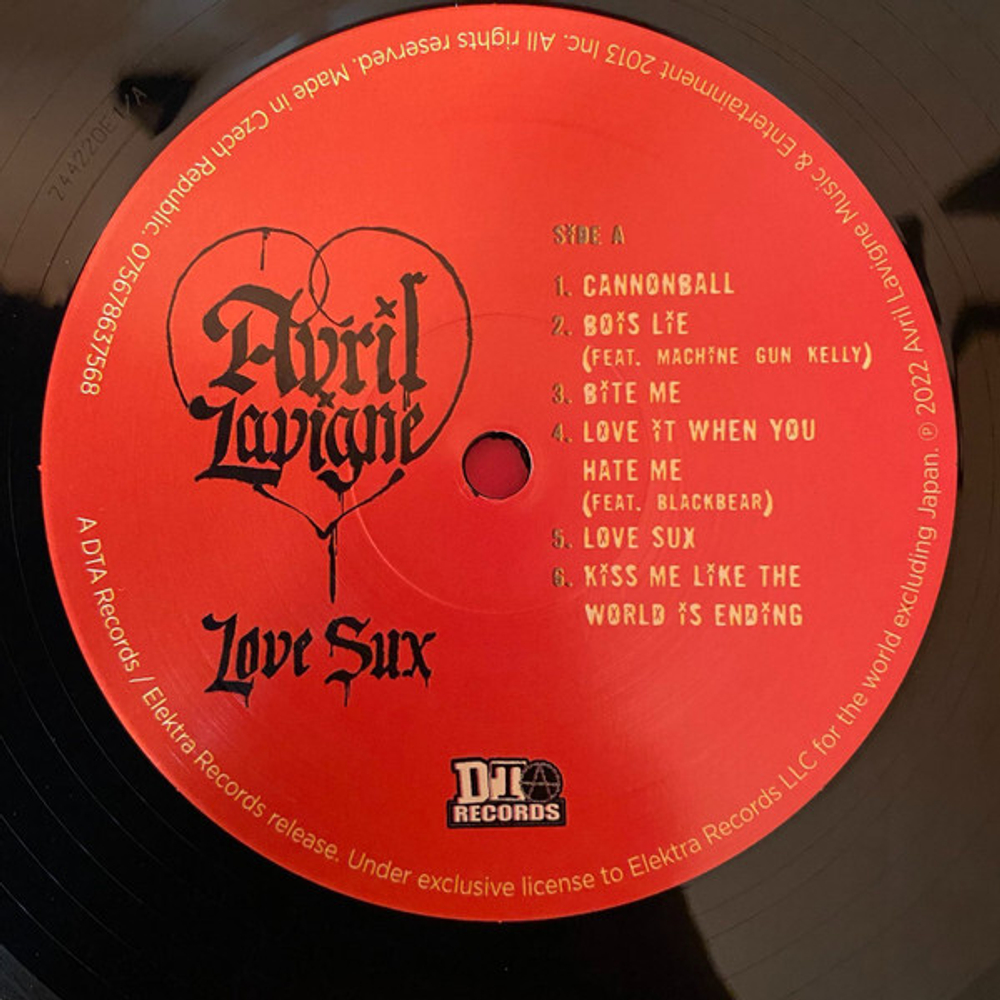 Avril
Lavigne
Love Sux
SIDE A
1. CANNONBALL
2. BOIS LIE
(FEAT. MACHINE GUN KELLY)
3. BITE ME
4. LOVE IT WHEN YOU
HATE ME
(FEAT. BLACKBEAR)
5. LOVE SUX
6. KISS ME LIKE THE
WORLD IS ENDING
DTA
RECORDS
A DTA Records / Elektra Records release. Under exclusive license to Elektra Records LLC for the world excluding Japan. ℗ 2022 Avril Lavigne Music & Entertainment 2013 Inc. All rights reserved. Made in Czech Republic. 075678637568